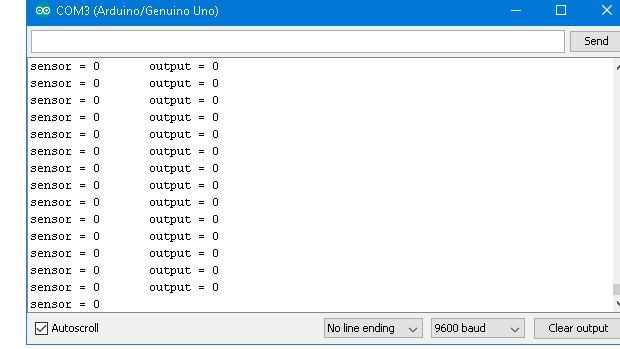 COM3 (Arduino/Genuino Uno)
Send
sensor = 0 output = 0
sensor = 0 output = 0
sensor = 0 output = 0
sensor = 0 output = 0
sensor = 0 output = 0
sensor = 0 output = 0
sensor = 0 output = 0
sensor = 0 output = 0
sensor = 0 output = 0
sensor = 0 output = 0
sensor = 0 output = 0
sensor = 0 output = 0
sensor = 0 output = 0
sensor = 0 output = 0
sensor = 0
Autoscroll No line ending 9600 baud Clear output